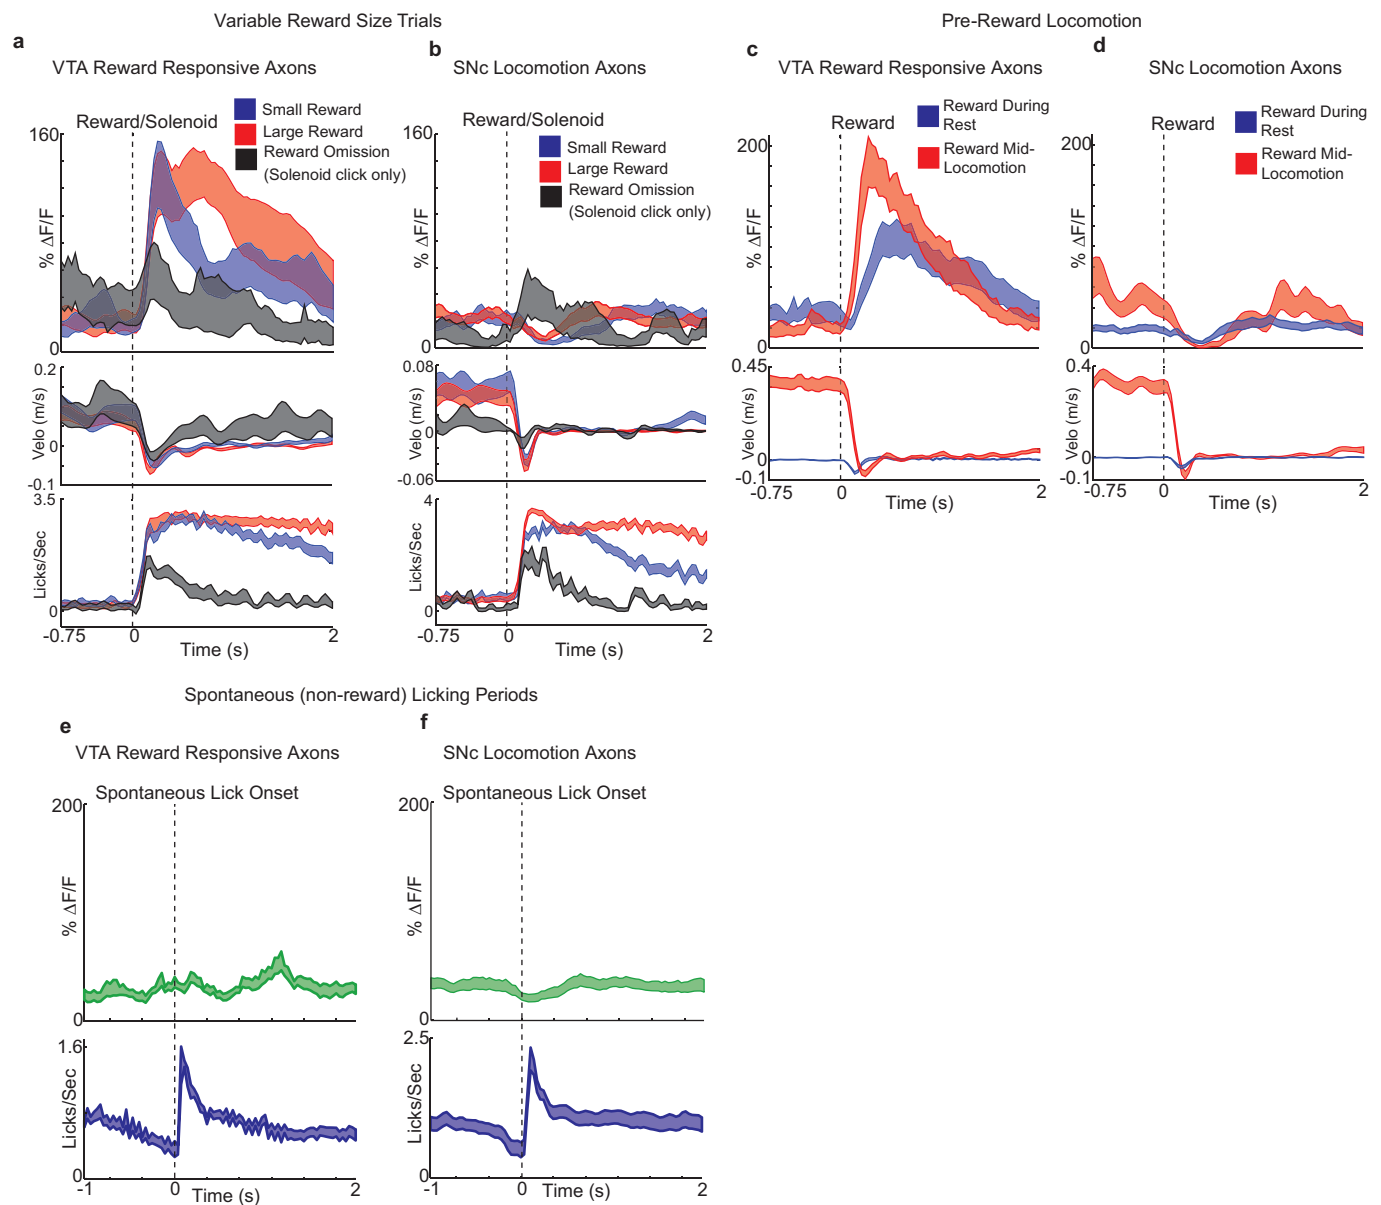 Variable Reward Size Trials
Pre-Reward Locomotion
a
VTA Reward Responsive Axons
Reward/Solenoid
Small Reward
Large Reward
Reward Omission
(Solenoid click only)
160
% ΔF/F
0
0.2
Velo (m/s)
0
-0.1
3.5
Licks/Sec
0
-0.75
0
2
Time (s)
b
SNc Locomotion Axons
Reward/Solenoid
Small Reward
Large Reward
Reward Omission
(Solenoid click only)
160
% ΔF/F
0
0.08
Velo (m/s)
0
-0.06
4
Licks/Sec
0
-0.75
0
2
Time (s)
c
VTA Reward Responsive Axons
Reward During
Rest
Reward Mid-
Locomotion
Reward
200
% ΔF/F
0
0.45
Velo (m/s)
0
-0.1
-0.75
0
2
Time (s)
d
SNc Locomotion Axons
Reward During
Rest
Reward Mid-
Locomotion
Reward
200
% ΔF/F
0
0.4
Velo (m/s)
0
-0.1
-0.75
0
2
Time (s)
Spontaneous (non-reward) Licking Periods
e
VTA Reward Responsive Axons
Spontaneous Lick Onset
200
% ΔF/F
0
1.6
Licks/Sec
0
-1
0
2
Time (s)
f
SNc Locomotion Axons
Spontaneous Lick Onset
200
% ΔF/F
0
2.5
Licks/Sec
0
-1
0
2
Time (s)